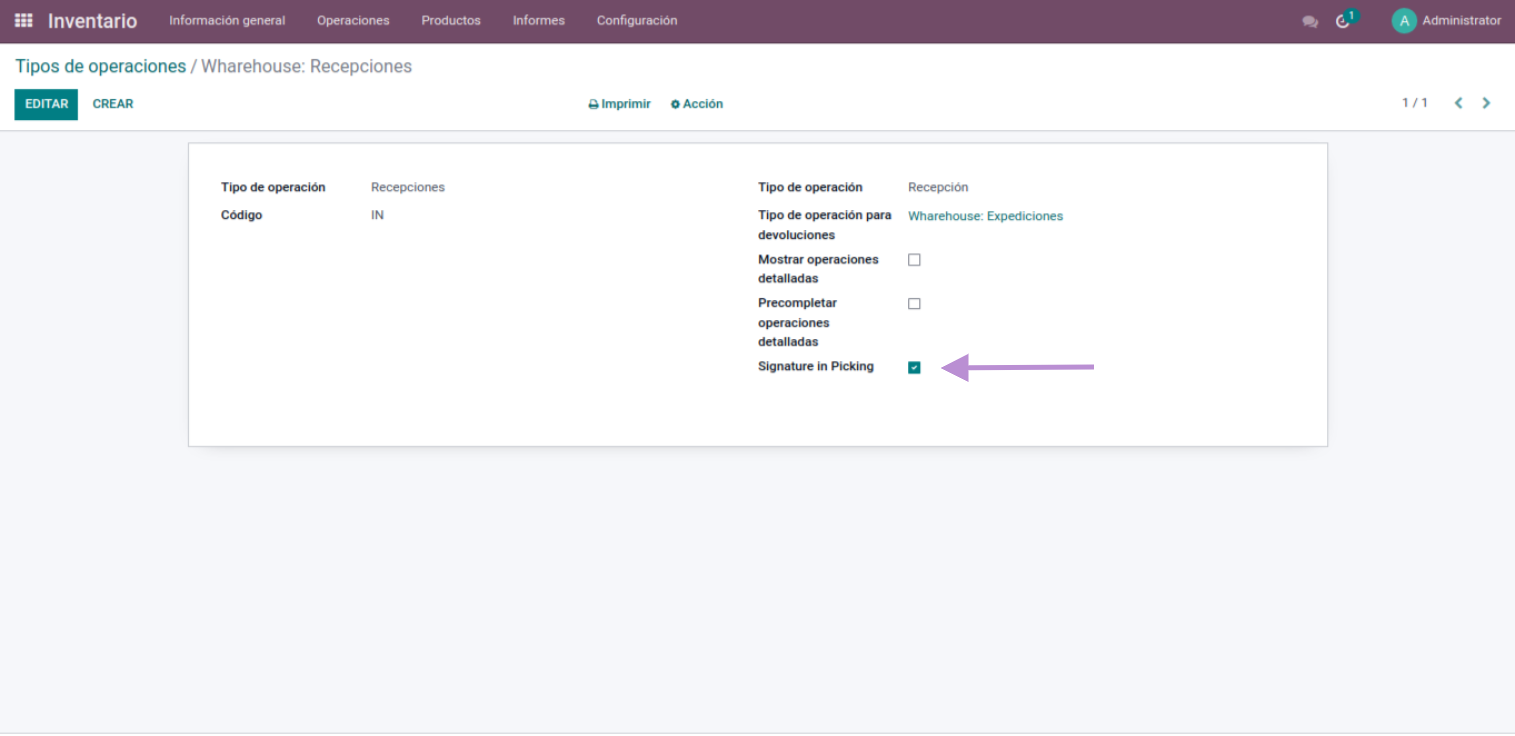 Inventario Información general Operaciones Productos Informes Configuración 1 A Administrator
Tipos de operaciones / Wharehouse: Recepciones
EDITAR CREAR Imprimir Acción 1 / 1
Tipo de operación Recepciones
Código IN
Tipo de operación Recepción
Tipo de operación para Wharehouse: Expediciones
devoluciones
Mostrar operaciones
detalladas
Precompletar
operaciones
detalladas
Signature in Picking